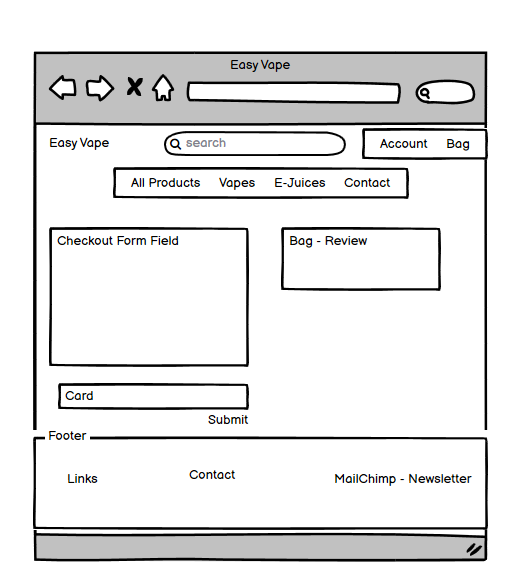 Easy Vape
Easy Vape
search
Account Bag
All Products Vapes E-Juices Contact
Checkout Form Field
Bag - Review
Card
Submit
Footer
Links
Contact
MailChimp - Newsletter